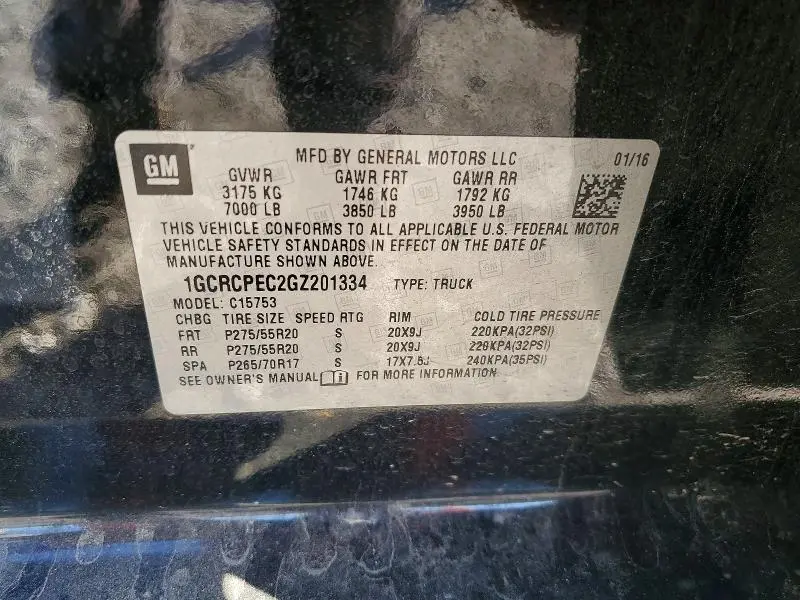 GM
MFD BY GENERAL MOTORS LLC 01/16
GVWR GAWR FRT GAWR RR
3175 KG 1746 KG 1792 KG
7000 LB 3850 LB 3950 LB
THIS VEHICLE CONFORMS TO ALL APPLICABLE U.S. FEDERAL MOTOR
VEHICLE SAFETY STANDARDS IN EFFECT ON THE DATE OF
MANUFACTURE SHOWN ABOVE.
1GCRCPEC2GZ201334 TYPE: TRUCK
MODEL: C15753
CHBG TIRE SIZE SPEED RTG RIM COLD TIRE PRESSURE
FRT P275/55R20 S 20X9J 220KPA(32PSI)
RR P275/55R20 S 20X9J 220KPA(32PSI)
SPA P265/70R17 S 17X7.5J 240KPA(35PSI)
SEE OWNER'S MANUAL FOR MORE INFORMATION